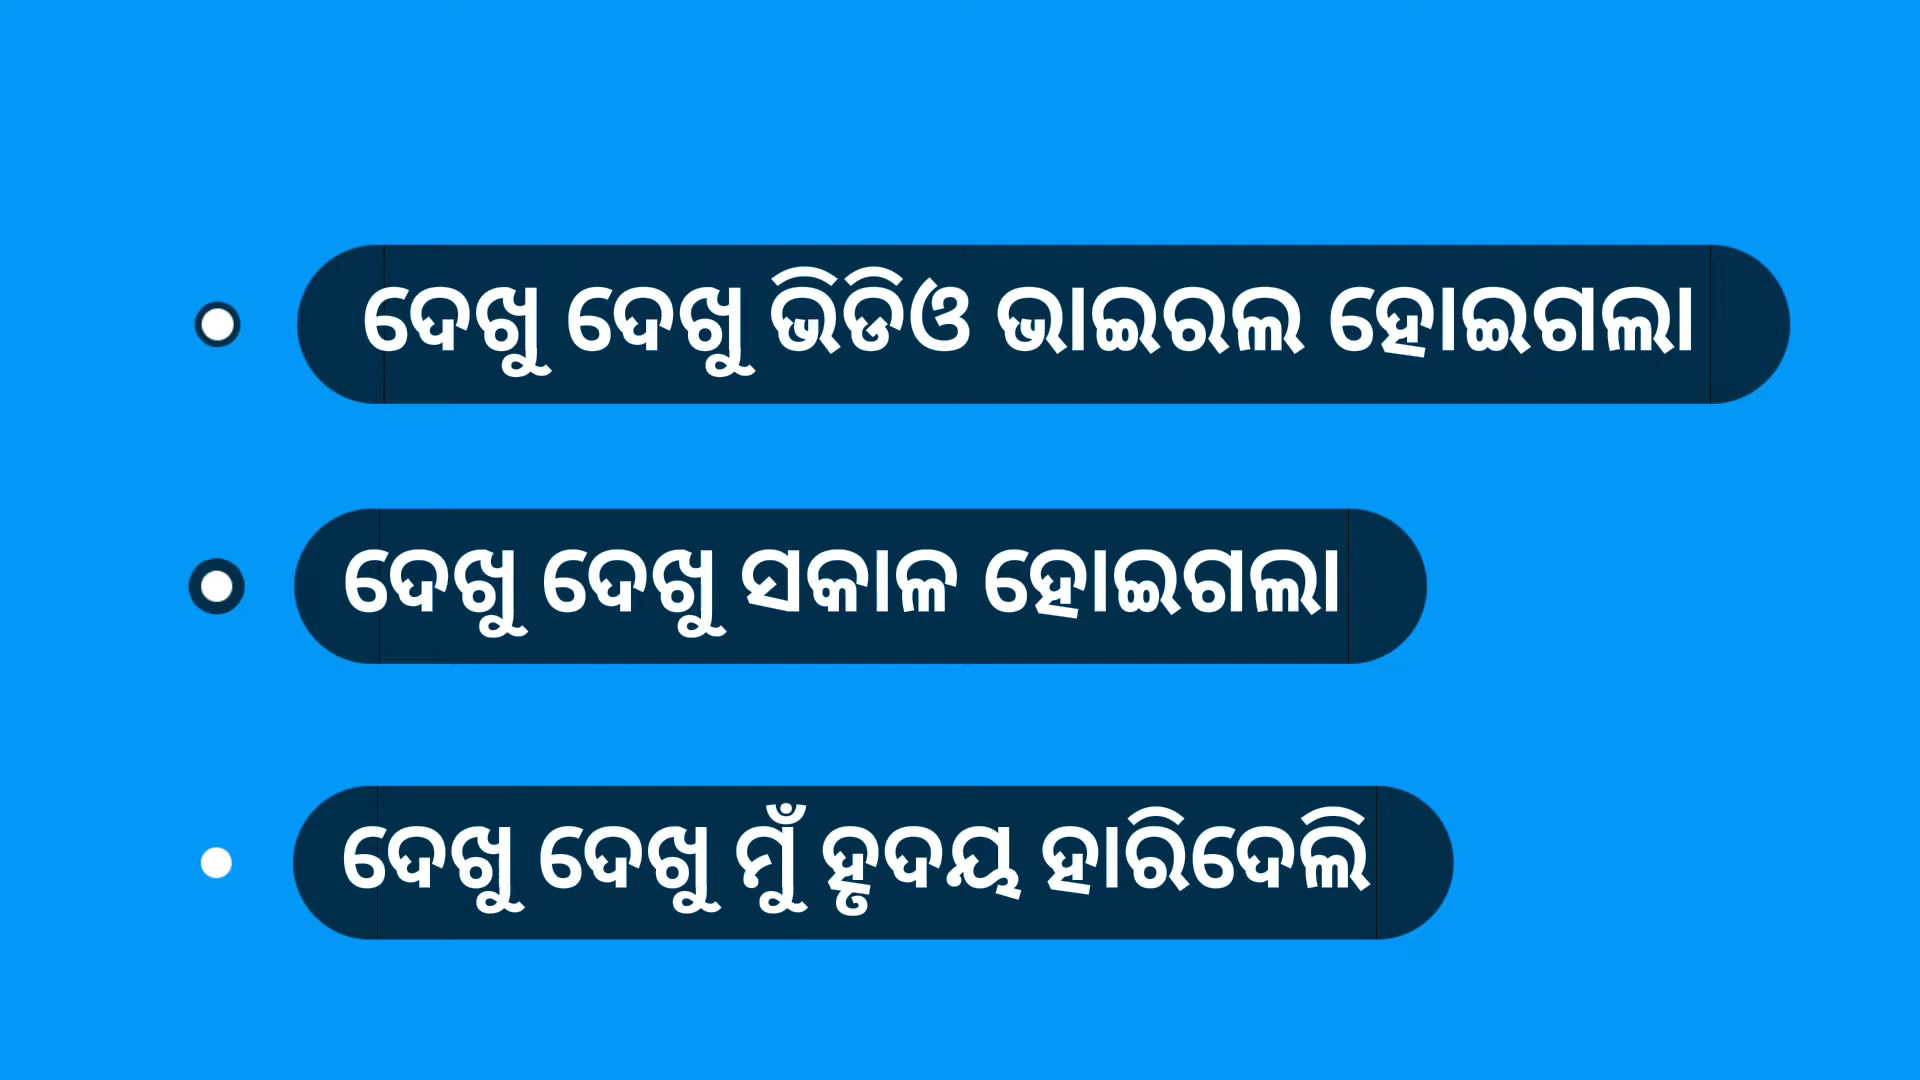 ଦେଖୁ ଦେଖୁ ଭିଡିଓ ଭାଇରଲ ହୋଇଗଲା
ଦେଖୁ ଦେଖୁ ସକାଳ ହୋଇଗଲା
ଦେଖୁ ଦେଖୁ ମୁଁ ହୃଦୟ ହାରିଦେଲି